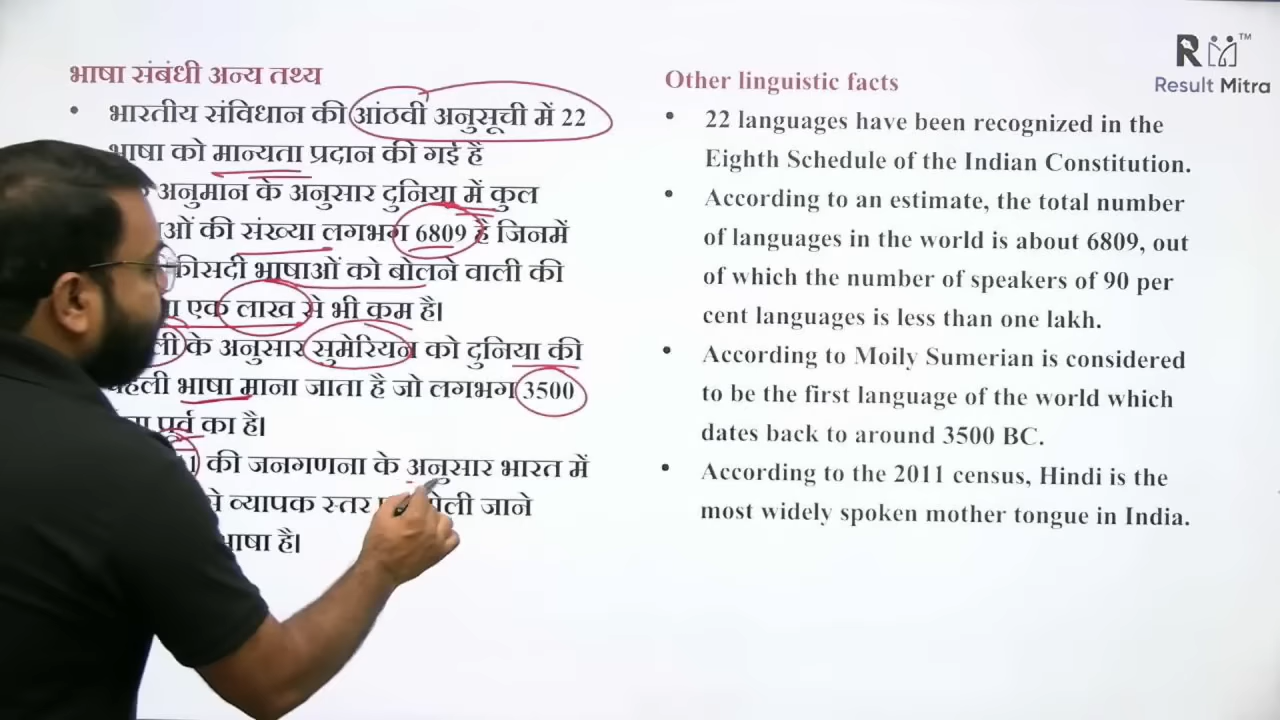 भाषा संबंधी अन्य तथ्य
• भारतीय संविधान की आंठवी अनुसूची में 22
भाषा को मान्यता प्रदान की गई है
अनुमान के अनुसार दुनिया में कुल
की संख्या लगभग 6809 है जिनमें
फीसदी भाषाओं को बोलने वाली की
एक लाख से भी कम है।
के अनुसार सुमेरियन को दुनिया की
पहली भाषा माना जाता है जो लगभग 3500
पूर्व का है।
की जनगणना के अनुसार भारत में
व्यापक स्तर बोली जाने
भाषा है।
Other linguistic facts
• 22 languages have been recognized in the
Eighth Schedule of the Indian Constitution.
• According to an estimate, the total number
of languages in the world is about 6809, out
of which the number of speakers of 90 per
cent languages is less than one lakh.
• According to Moily Sumerian is considered
to be the first language of the world which
dates back to around 3500 BC.
• According to the 2011 census, Hindi is the
most widely spoken mother tongue in India.
R TM
Result Mitra